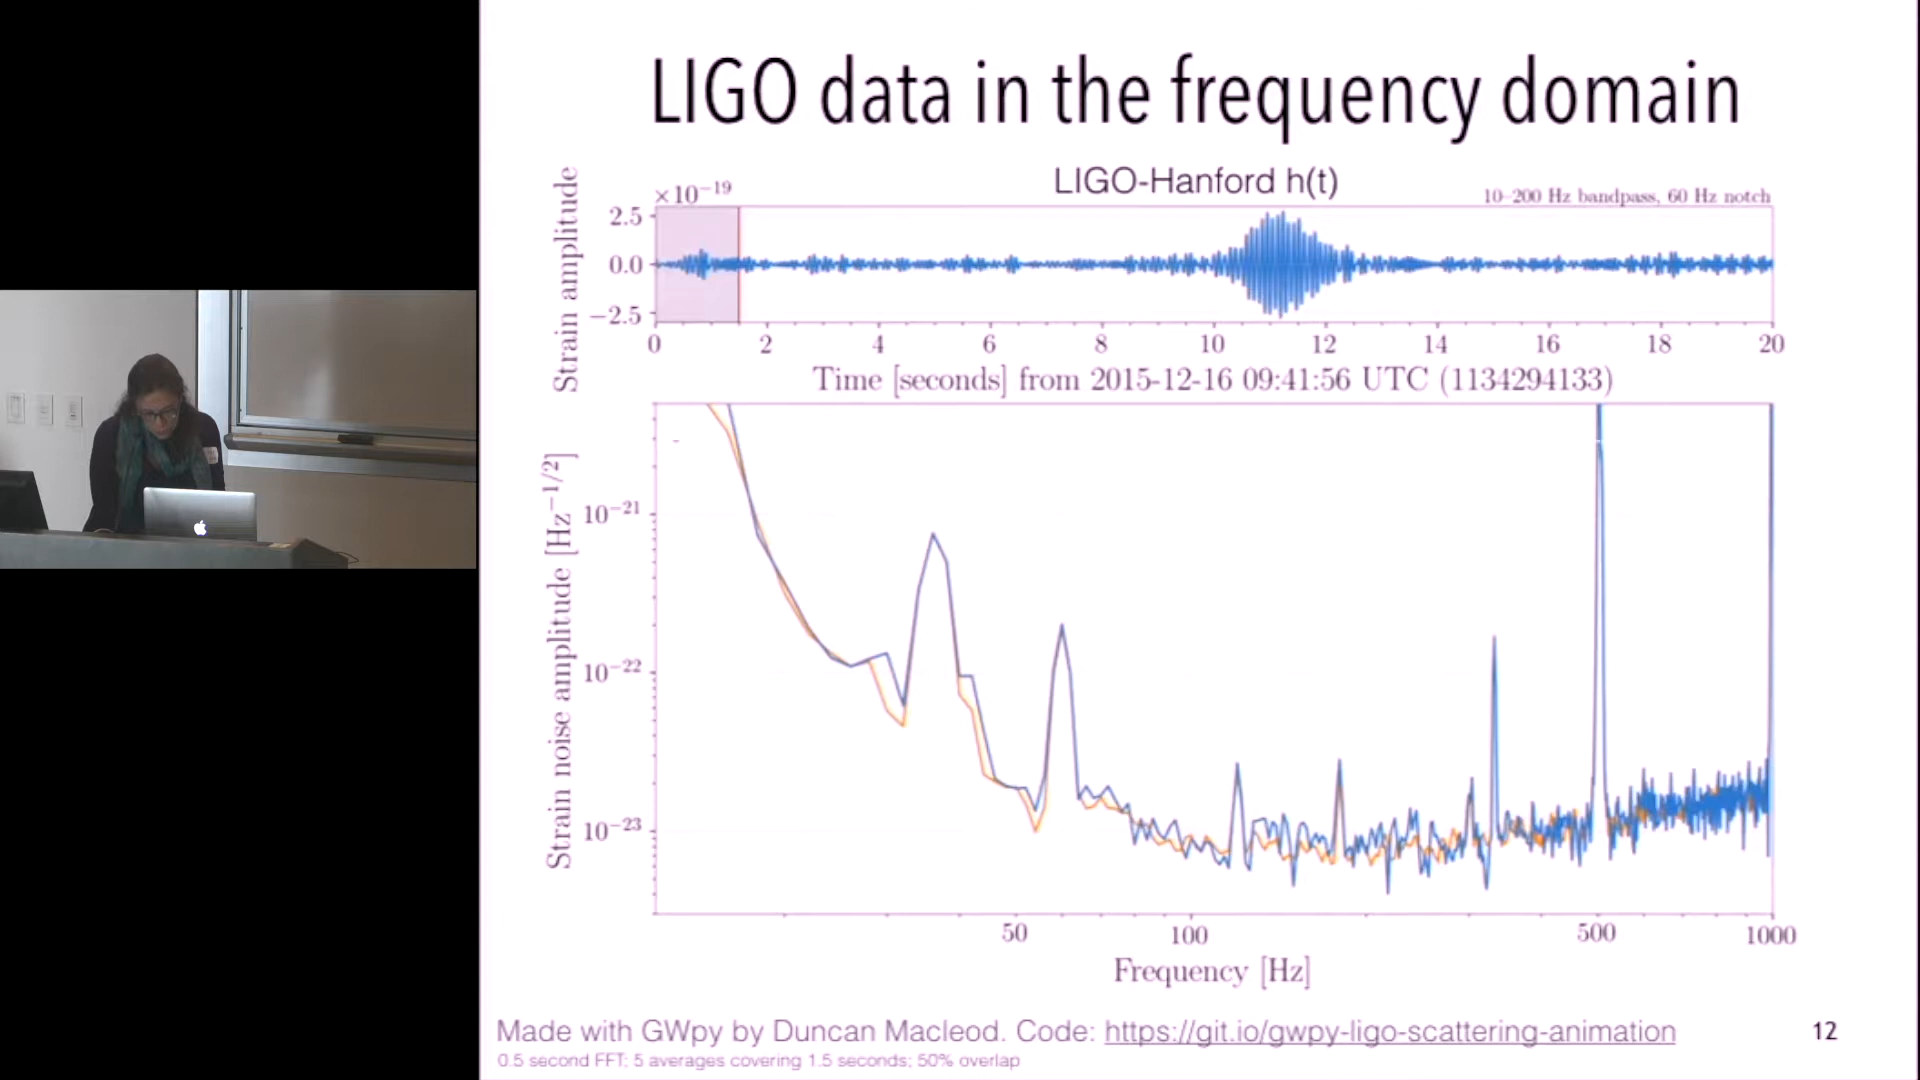 LIGO data in the frequency domain
LIGO-Hanford h(t)
×10−19
10–200 Hz bandpass, 60 Hz notch
Strain amplitude
2.5
0.0
−2.5
0 2 4 6 8 10 12 14 16 18 20
Time [seconds] from 2015-12-16 09:41:56 UTC (1134294133)
Strain noise amplitude [Hz−1/2]
10−21
10−22
10−23
50 100 500 1000
Frequency [Hz]
Made with GWpy by Duncan Macleod. Code: https://git.io/gwpy-ligo-scattering-animation
12
0.5 second FFT; 5 averages covering 1.5 seconds; 50% overlap